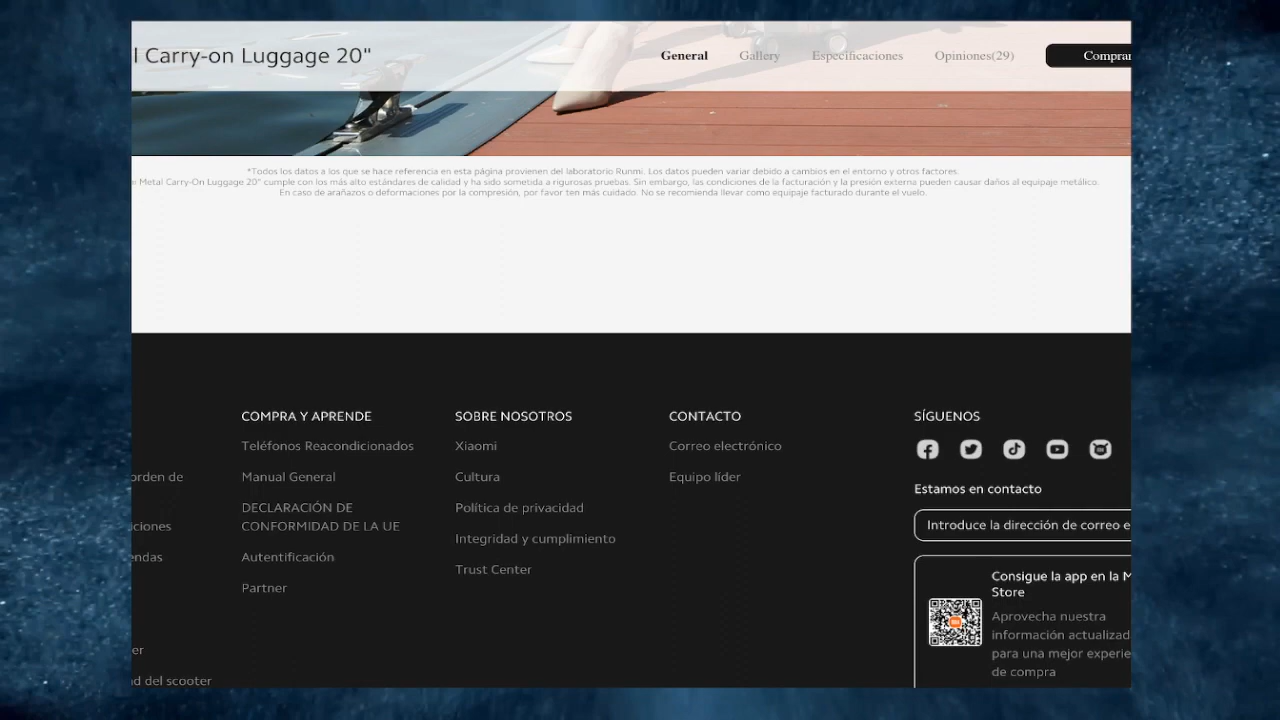 l Carry-on Luggage 20"
General Gallery Especificaciones Opiniones(29) Comprar
*Todos los datos a los que se hace referencia en esta página provienen del laboratorio Runmi. Los datos pueden variar debido a cambios en el entorno y otros factores.
Metal Carry-On Luggage 20" cumple con los más alto estándares de calidad y ha sido sometida a rigurosas pruebas. Sin embargo, las condiciones de la facturación y la presión externa pueden causar daños al equipaje metálico.
En caso de arañazos o deformaciones por la compresión, por favor ten más cuidado. No se recomienda llevar como equipaje facturado durante el vuelo.
orden de
ciones
endas
er
d del scooter
COMPRA Y APRENDE
Teléfonos Reacondicionados
Manual General
DECLARACIÓN DE
CONFORMIDAD DE LA UE
Autentificación
Partner
SOBRE NOSOTROS
Xiaomi
Cultura
Política de privacidad
Integridad y cumplimiento
Trust Center
CONTACTO
Correo electrónico
Equipo líder
SÍGUENOS
Estamos en contacto
Introduce la dirección de correo e
Consigue la app en la M
Store
Aprovecha nuestra
información actualizad
para una mejor experie
de compra